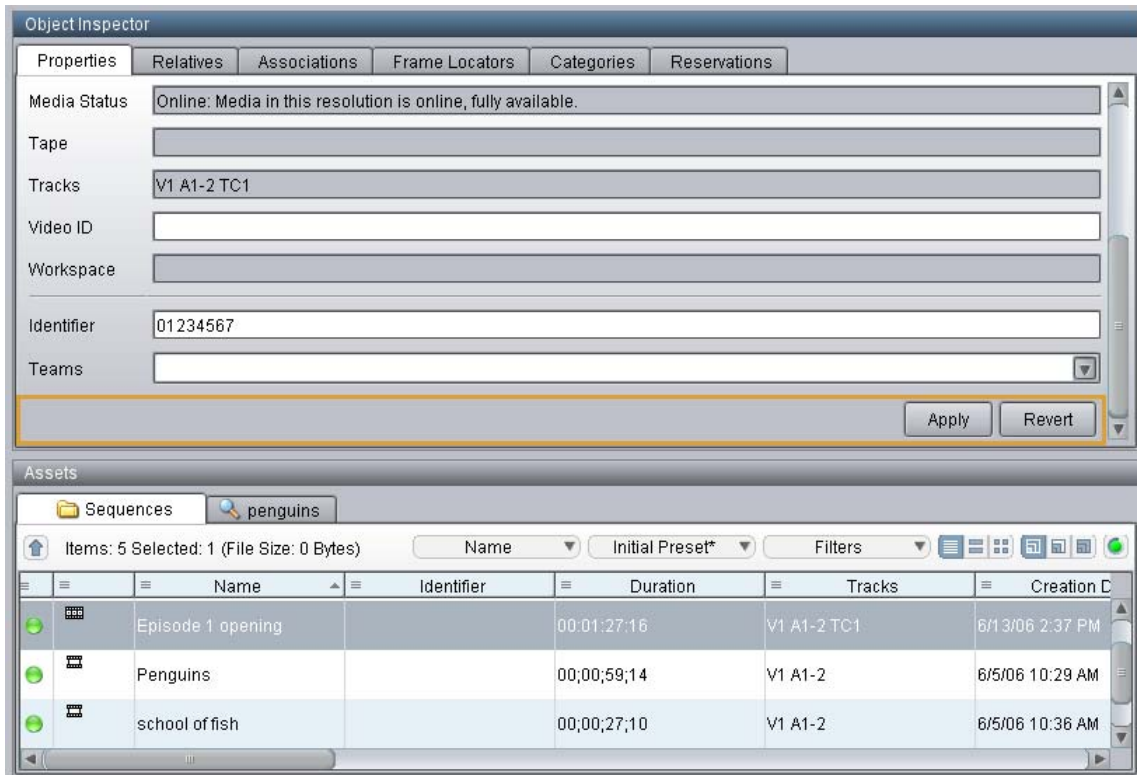 Object Inspector
Properties Relatives Associations Frame Locators Categories Reservations
Media Status Online: Media in this resolution is online, fully available.
Tape
Tracks V1 A1-2 TC1
Video ID
Workspace
Identifier 01234567
Teams
Apply Revert
Assets
Sequences penguins
Items: 5 Selected: 1 (File Size: 0 Bytes) Name Initial Preset* Filters
Name Identifier Duration Tracks Creation D
Episode 1 opening 00:01:27:16 V1 A1-2 TC1 6/13/06 2:37 PM
Penguins 00;00;59;14 V1 A1-2 6/5/06 10:29 AM
school of fish 00;00;27;10 V1 A1-2 6/5/06 10:36 AM